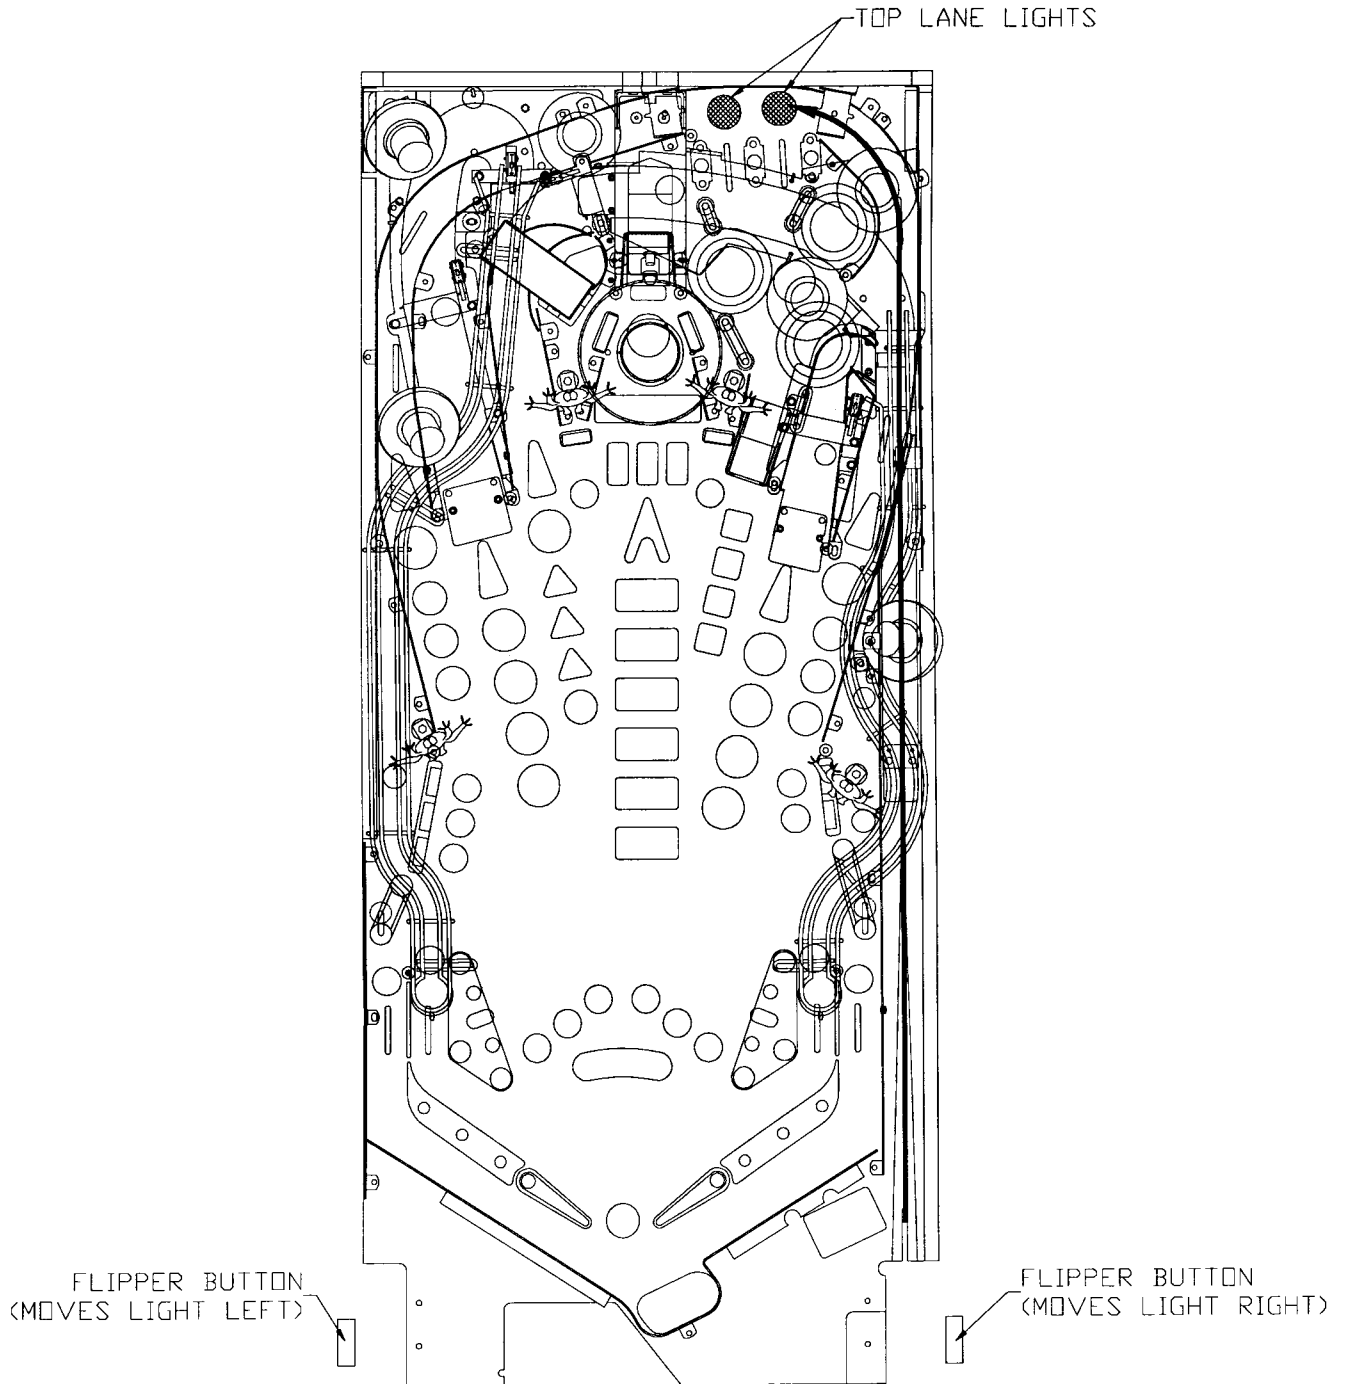 TOP LANE LIGHTS
FLIPPER BUTTON
(MOVES LIGHT LEFT)
FLIPPER BUTTON
(MOVES LIGHT RIGHT)